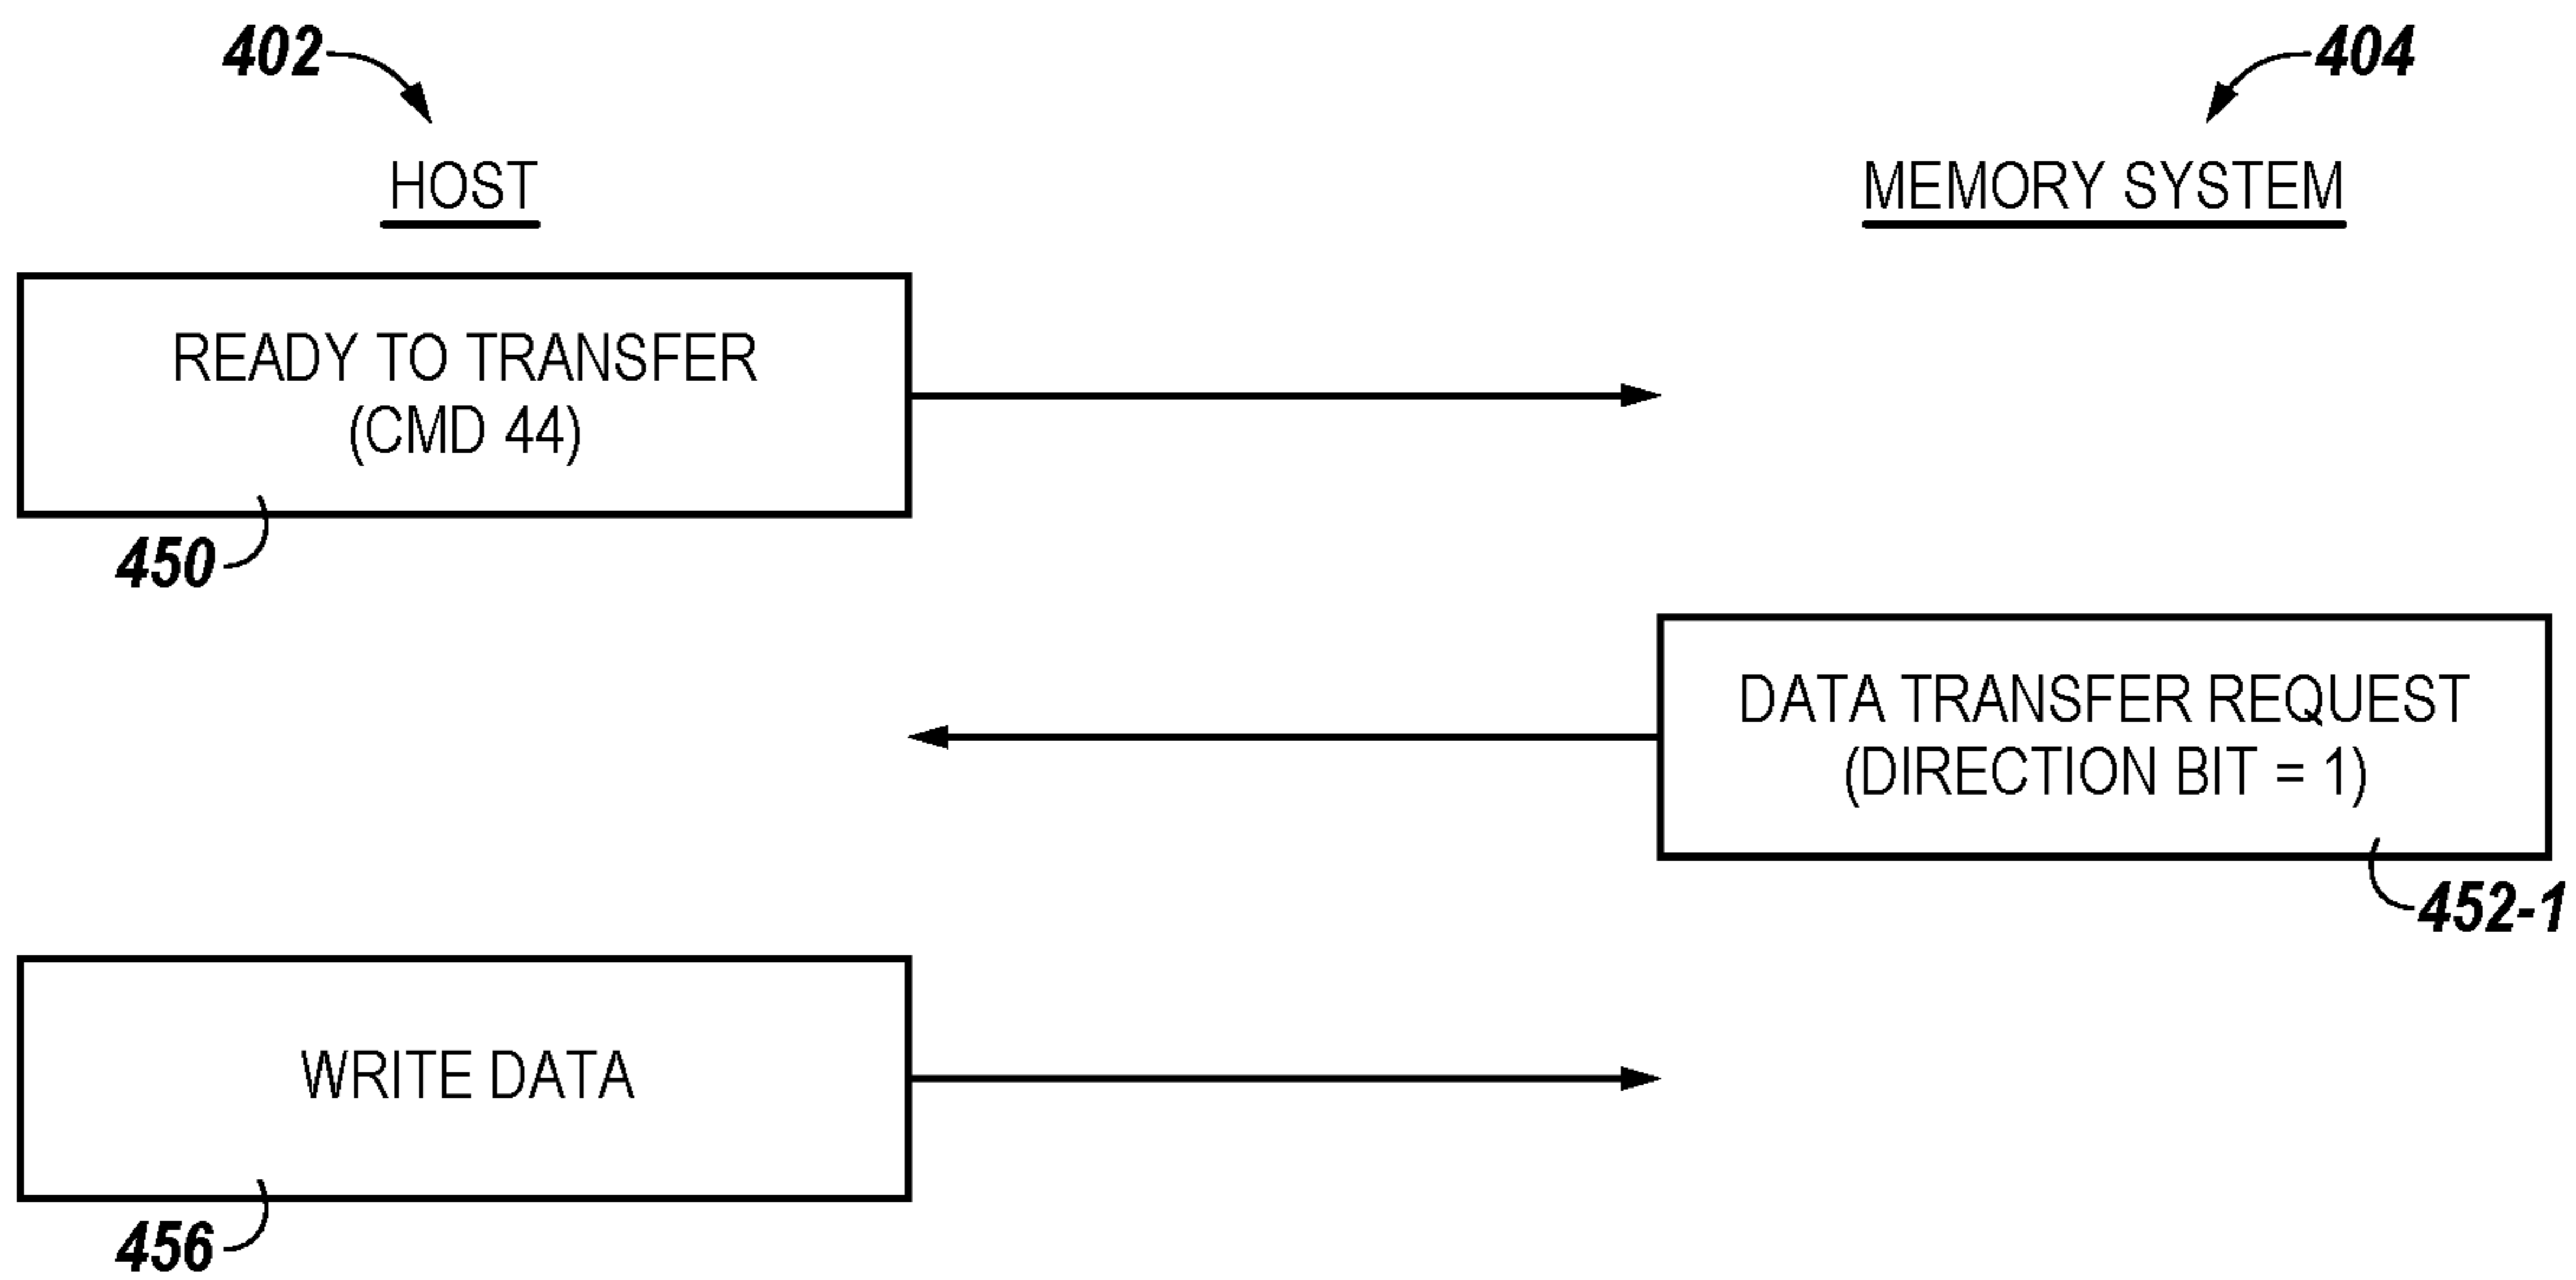 402
404
HOST
MEMORY SYSTEM
READY TO TRANSFER
(CMD 44)
450
DATA TRANSFER REQUEST
(DIRECTION BIT = 1)
452-1
WRITE DATA
456